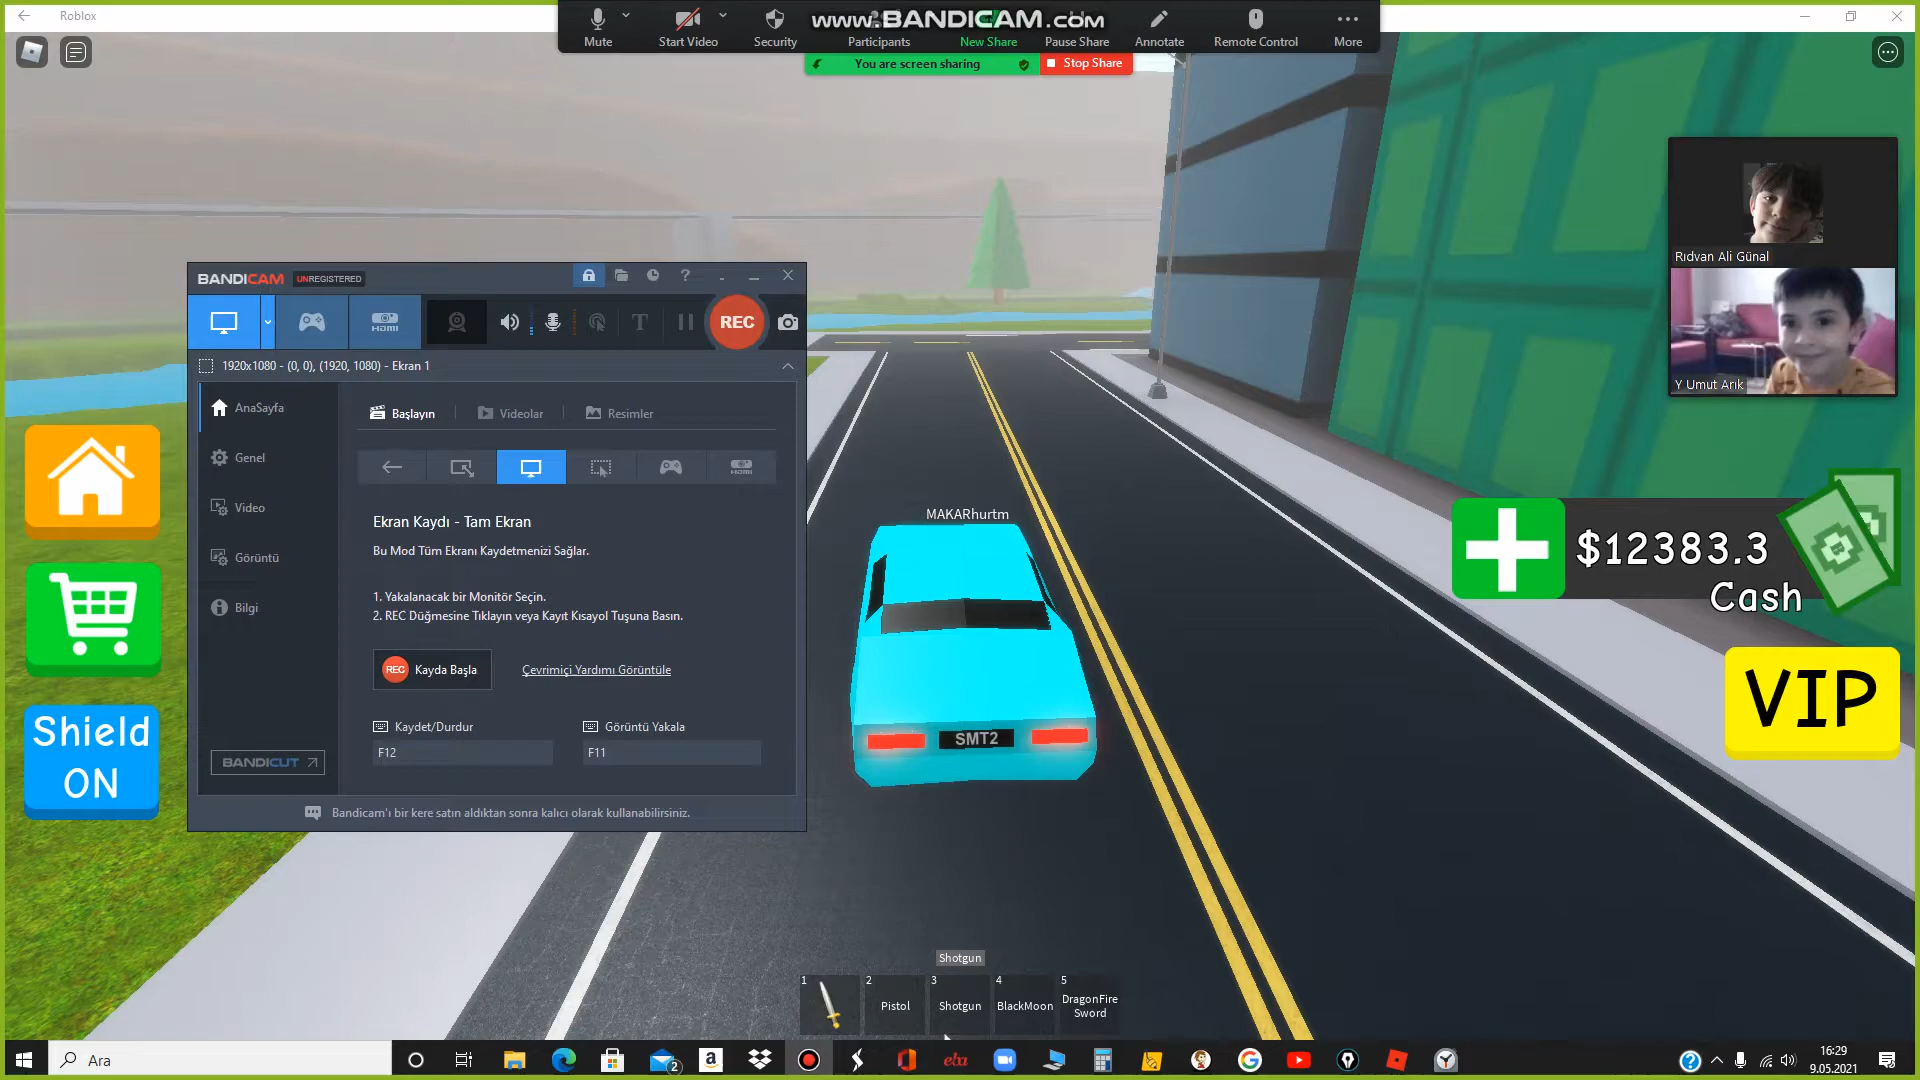 Roblox
www.BANDICAM.com
Mute
Start Video
Security
Participants
New Share
Pause Share
Annotate
Remote Control
More
You are screen sharing
Stop Share
Rıdvan Ali Günal
Y Umut Arık
BANDICAM UNREGISTERED
HDMI
T
REC
1920x1080 - (0, 0), (1920, 1080) - Ekran 1
AnaSayfa
Genel
Video
Görüntü
Bilgi
BANDICUT
Başlayın
Videolar
Resimler
HDMI
Ekran Kaydı - Tam Ekran
Bu Mod Tüm Ekranı Kaydetmenizi Sağlar.
1. Yakalanacak bir Monitör Seçin.
2. REC Düğmesine Tıklayın veya Kayıt Kısayol Tuşuna Basın.
REC Kayda Başla
Çevrimiçi Yardımı Görüntüle
Kaydet/Durdur
F12
Görüntü Yakala
F11
Bandicam'ı bir kere satın aldıktan sonra kalıcı olarak kullanabilirsiniz.
Shield
ON
MAKARhurtm
SMT2
$12383.3
Cash
VIP
Shotgun
1
2
Pistol
3
Shotgun
4
BlackMoon
5
DragonFire
Sword
Ara
2
a
eba
16:29
9.05.2021